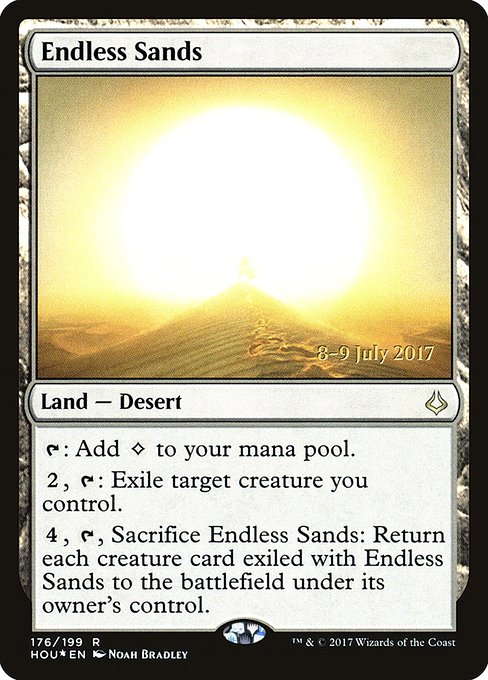 Endless Sands
8–9 July 2017
Land — Desert
: Add to your mana pool.
2, : Exile target creature you
control.
4, , Sacrifice Endless Sands: Return
each creature card exiled with Endless
Sands to the battlefield under its
owner's control.
176/199 R
HOU★EN Noah Bradley
™ & © 2017 Wizards of the Coast